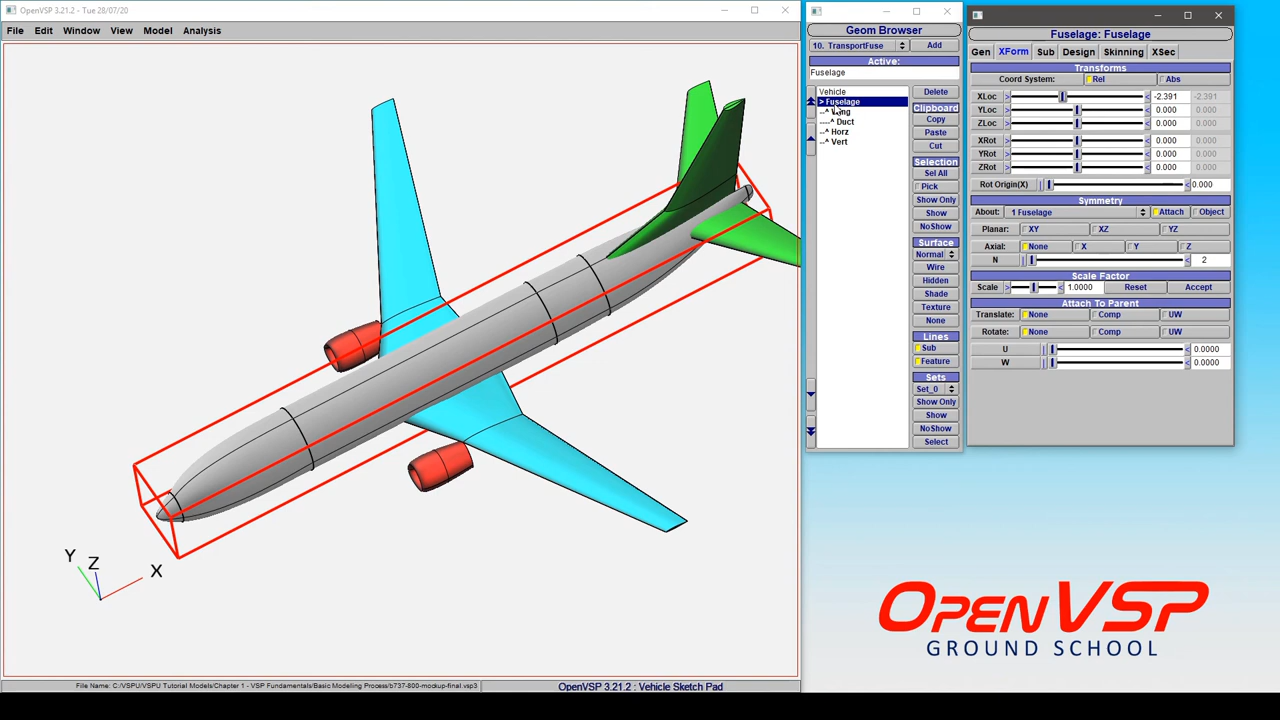 OpenVSP 3.21.2 - Tue 28/07/20
File Edit Window View Model Analysis
Y
Z
X
File Name: C:/VSPU/VSPU Tutorial Models/Chapter 1 - VSP Fundamentals/Basic Modeling Process/b737-800-mockup-final.vsp3
OpenVSP 3.21.2 : Vehicle Sketch Pad
Geom Browser
10. TransportFuse Add
Active:
Fuselage
Vehicle
> Fuselage
----^ Duct
--^ Horz
--^ Vert
Delete
Clipboard
Copy
Paste
Cut
Selection
Sel All
Pick
Show Only
Show
NoShow
Surface
Normal
Wire
Hidden
Shade
Texture
None
Lines
Sub
Feature
Sets
Set_0
Show Only
Show
NoShow
Select
Fuselage: Fuselage
Gen XForm Sub Design Skinning XSec
Transforms
Coord System: Rel Abs
XLoc > < -2.391 -2.391
YLoc > < 0.000 0.000
ZLoc > < 0.000 0.000
XRot > < 0.000 0.000
YRot > < 0.000 0.000
ZRot > < 0.000 0.000
Rot Origin(X) | < 0.000
Symmetry
About: 1 Fuselage Attach Object
Planar: XY XZ YZ
Axial: None X Y Z
N | < 2
Scale Factor
Scale > < 1.0000 Reset Accept
Attach To Parent
Translate: None Comp UW
Rotate: None Comp UW
U | < 0.0000
W | < 0.0000
OPENVSP
GROUND SCHOOL